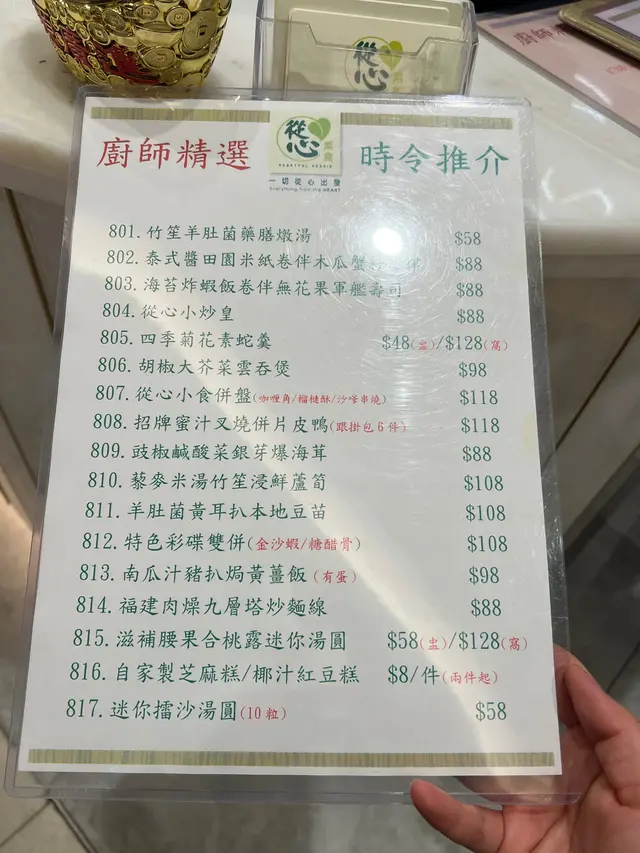 廚師精選
從心
素食
HEARTFUL VEGGIE
一切從心出發
Everything from the HEART
時令推介
801. 竹笙羊肚菌藥膳燉湯 $58
802. 泰式醬田園米紙卷伴木瓜蟹 $88
803. 海苔炸蝦飯卷伴無花果軍艦壽司 $88
804. 從心小炒皇 $88
805. 四季菊花素蛇羹 $48(盅)/$128(窩)
806. 胡椒大芥菜雲吞煲 $98
807. 從心小食併盤(咖喱角/榴槤酥/沙嗲串燒) $118
808. 招牌蜜汁叉燒併片皮鴨(跟掛包6件) $118
809. 豉椒鹹酸菜銀芽爆海茸 $88
810. 藜麥米湯竹笙浸鮮蘆筍 $108
811. 羊肚菌黃耳扒本地豆苗 $108
812. 特色彩碟雙併(金沙蝦/糖醋骨) $108
813. 南瓜汁豬扒焗黃薑飯(有蛋) $98
814. 福建肉燥九層塔炒麵線 $88
815. 滋補腰果合桃露迷你湯圓 $58(盅)/$128(窩)
816. 自家製芝麻糕/椰汁紅豆糕 $8/件(兩件起)
817. 迷你擂沙湯圓(10粒) $58